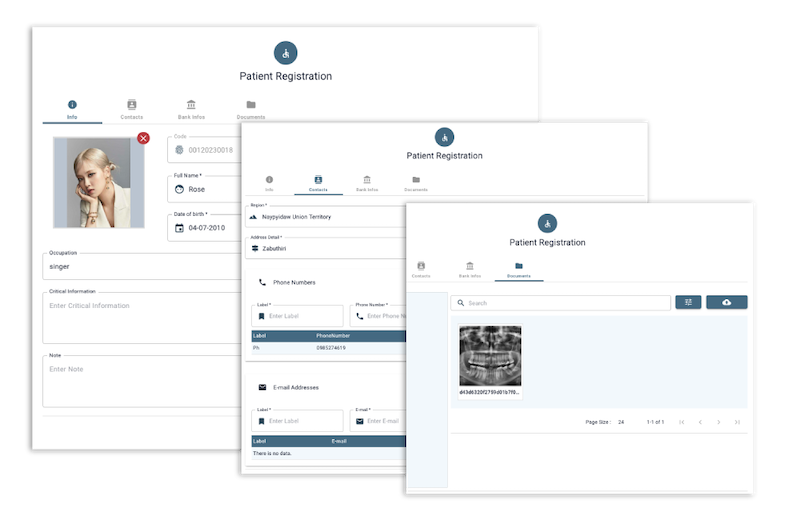 Patient Registration
Info
Contacts
Bank Infos
Documents
Code
00120230018
Full Name *
Rose
Date of birth *
04-07-2010
Occupation
singer
Critical Information
Enter Critical Information
Note
Enter Note
Patient Registration
Info
Contacts
Bank Infos
Documents
Region *
Naypyidaw Union Territory
Address Detail *
Zabuthiri
Phone Numbers
Label *
Phone Number *
Enter Label
Enter Phone N
Label
PhoneNumber
Ph
0985274619
E-mail Addresses
Label *
E-mail *
Enter Label
Enter E-mail
Label
E-mail
There is no data.
Patient Registration
Contacts
Bank Infos
Documents
Search
d43d6320f2759d01b7f8...
Page Size : 24 1-1 of 1